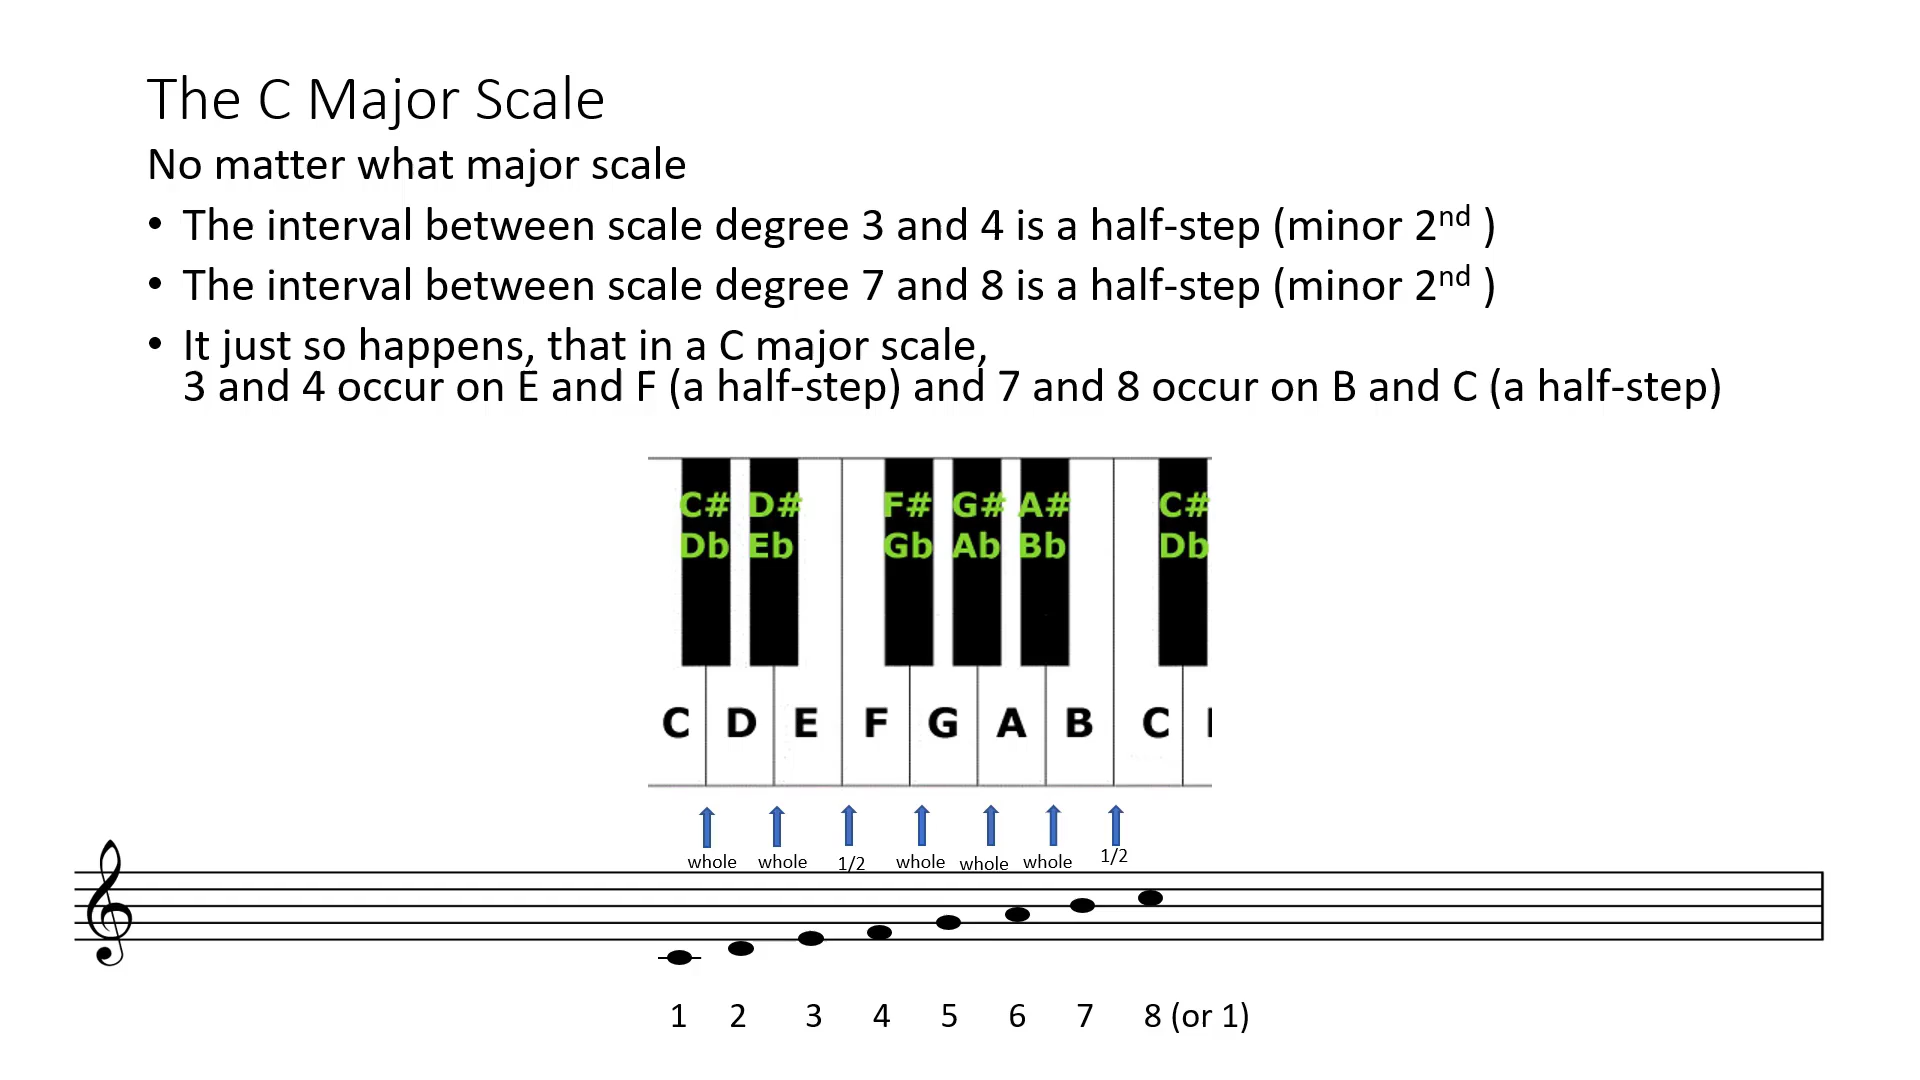 The C Major Scale
No matter what major scale
• The interval between scale degree 3 and 4 is a half-step (minor 2nd )
• The interval between scale degree 7 and 8 is a half-step (minor 2nd )
• It just so happens, that in a C major scale,
3 and 4 occur on E and F (a half-step) and 7 and 8 occur on B and C (a half-step)
C# D# F# G# A# C#
Db Eb Gb Ab Bb Db
C D E F G A B C
whole whole 1/2 whole whole whole 1/2
1 2 3 4 5 6 7 8 (or 1)